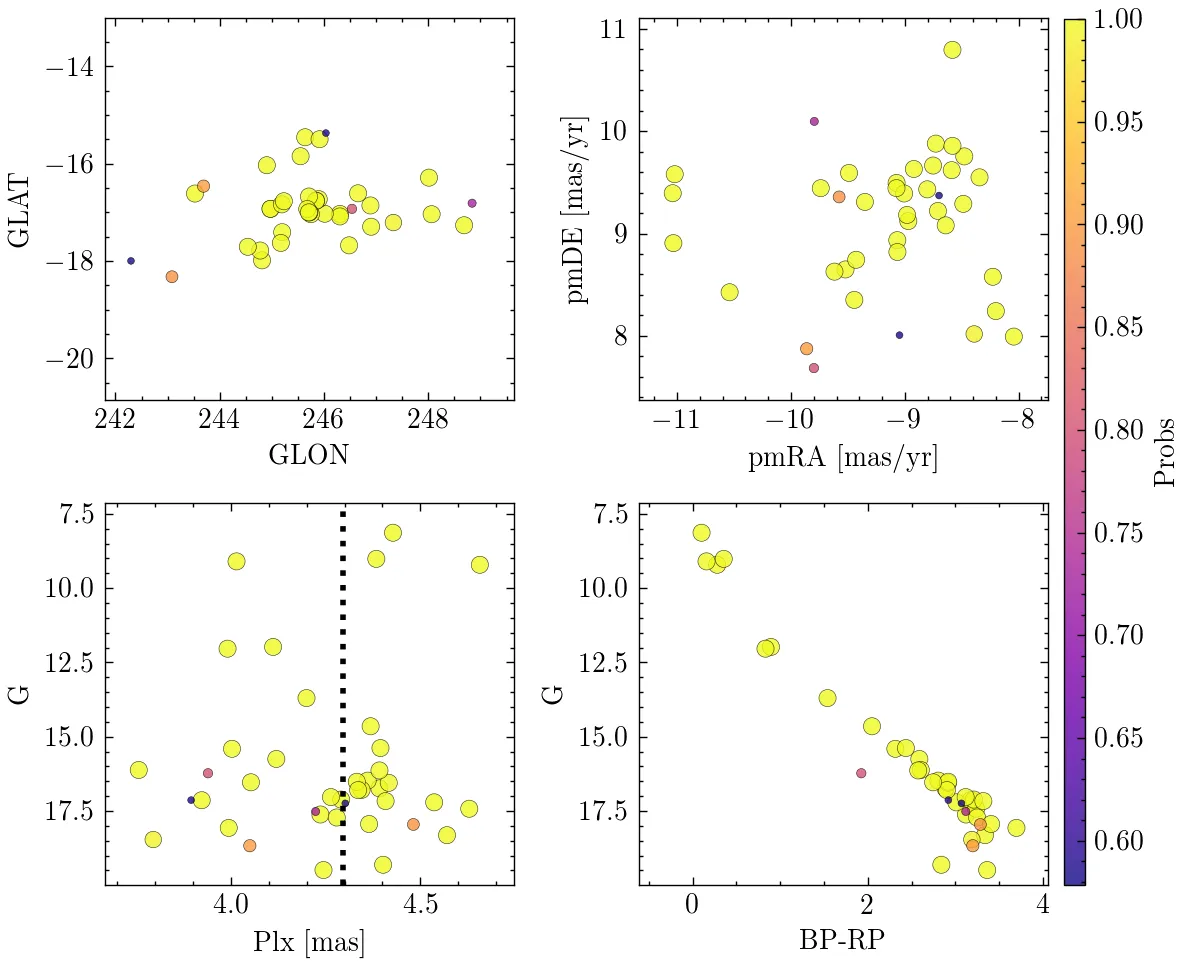 −14
−16
−18
−20
GLAT
242 244 246 248
GLON
11
10
9
8
pmDE [mas/yr]
−11 −10 −9 −8
pmRA [mas/yr]
1.00
0.95
0.90
0.85
0.80
0.75
0.70
0.65
0.60
Probs
7.5
10.0
12.5
15.0
17.5
G
4.0 4.5
Plx [mas]
7.5
10.0
12.5
15.0
17.5
G
0 2 4
BP-RP